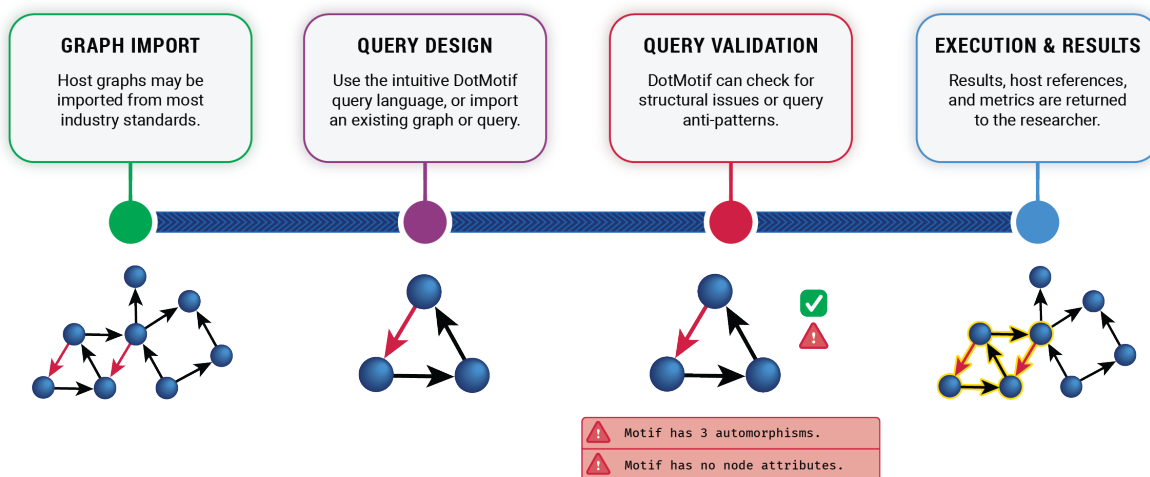 GRAPH IMPORT
Host graphs may be
imported from most
industry standards.
QUERY DESIGN
Use the intuitive DotMotif
query language, or import
an existing graph or query.
QUERY VALIDATION
DotMotif can check for
structural issues or query
anti-patterns.
EXECUTION & RESULTS
Results, host references,
and metrics are returned
to the researcher.
Motif has 3 automorphisms.
Motif has no node attributes.